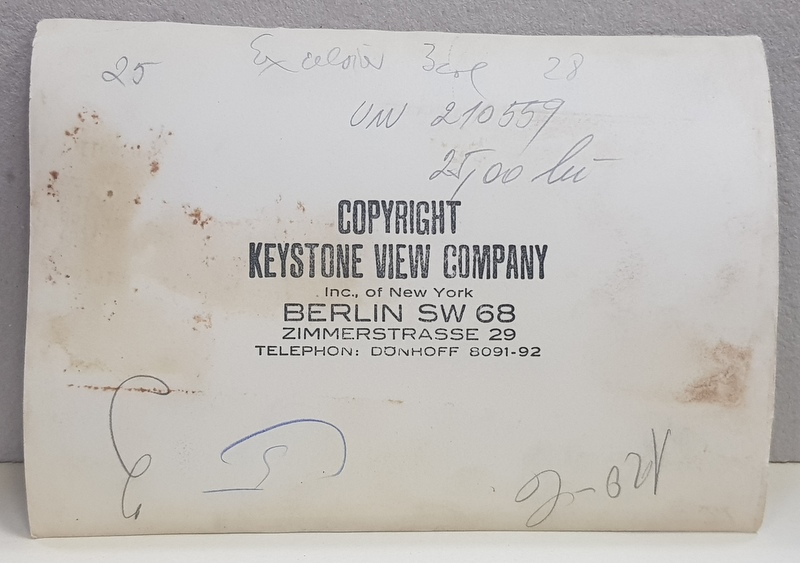 25
28
210559
25,00 lei
COPYRIGHT
KEYSTONE VIEW COMPANY
Inc., of New York
BERLIN SW 68
ZIMMERSTRASSE 29
TELEPHON: DÖNHOFF 8091-92